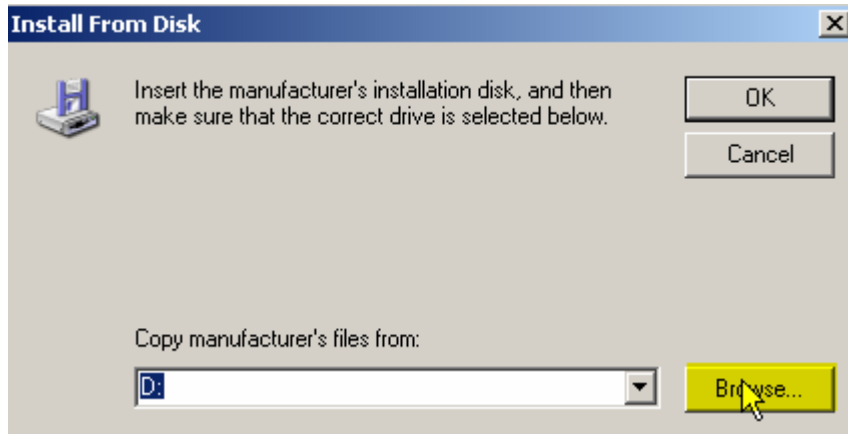 Install From Disk
Insert the manufacturer's installation disk, and then
make sure that the correct drive is selected below.
OK
Cancel
Copy manufacturer's files from:
D:
Browse...